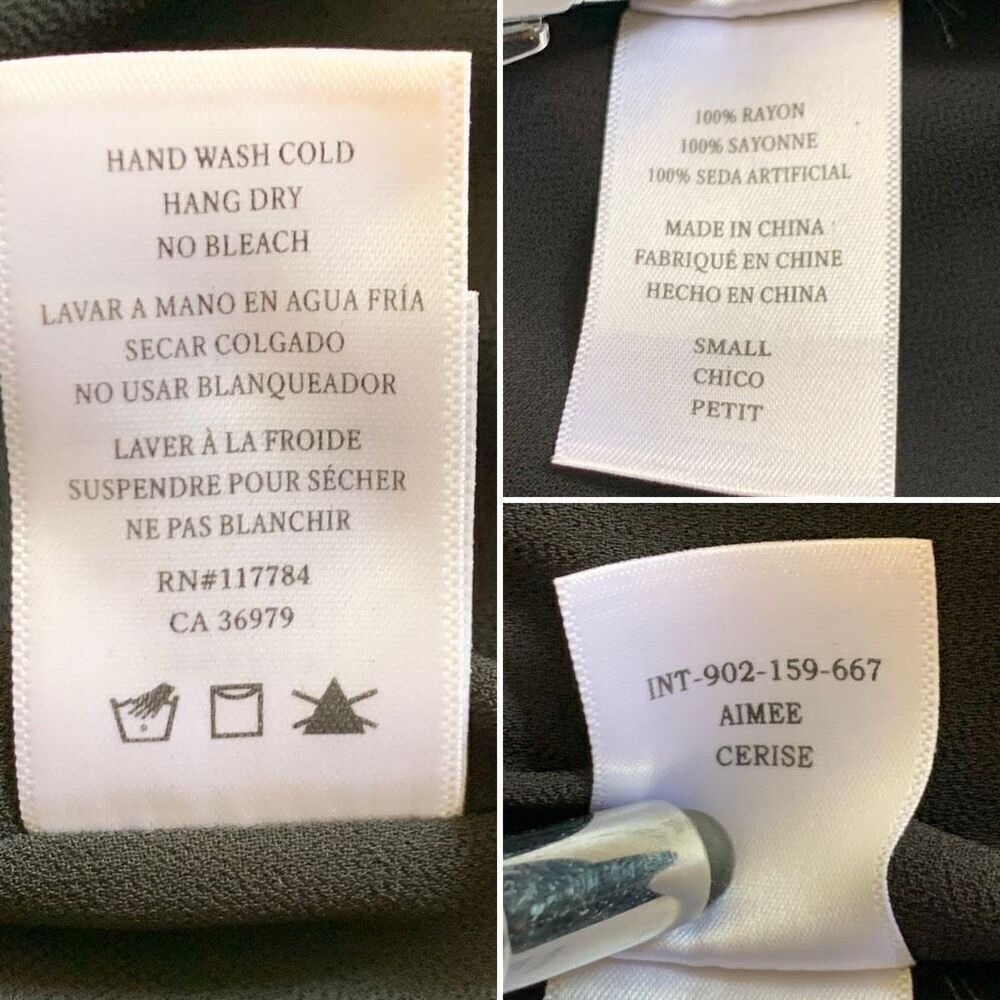 HAND WASH COLD
HANG DRY
NO BLEACH
LAVAR A MANO EN AGUA FRÍA
SECAR COLGADO
NO USAR BLANQUEADOR
LAVER À LA FROIDE
SUSPENDRE POUR SÉCHER
NE PAS BLANCHIR
RN#117784
CA 36979
100% RAYON
100% SAYONNE
100% SEDA ARTIFICIAL
MADE IN CHINA
FABRIQUÉ EN CHINE
HECHO EN CHINA
SMALL
CHICO
PETIT
INT-902-159-667
AIMEE
CERISE